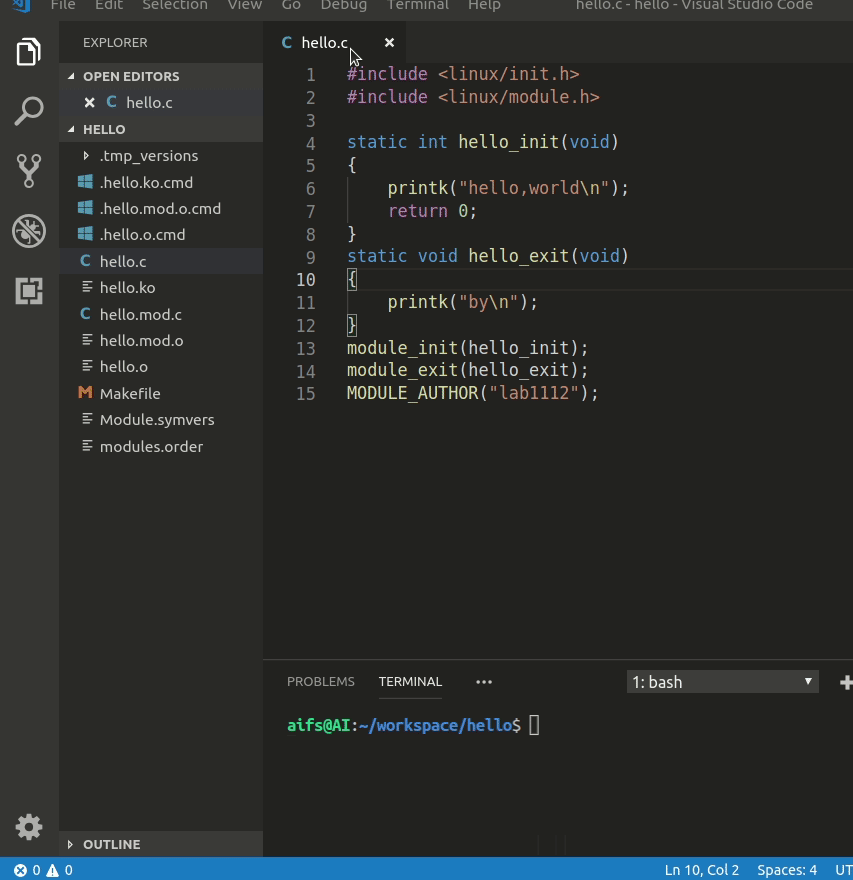 File Edit Selection View Go Debug Terminal Help hello.c - hello - Visual Studio Code
EXPLORER
OPEN EDITORS
hello.c
HELLO
.tmp_versions
.hello.ko.cmd
.hello.mod.o.cmd
.hello.o.cmd
hello.c
hello.ko
hello.mod.c
hello.mod.o
hello.o
Makefile
Module.symvers
modules.order
OUTLINE
hello.c
1 #include <linux/init.h>
2 #include <linux/module.h>
3
4 static int hello_init(void)
5 {
6     printk("hello,world\n");
7     return 0;
8 }
9 static void hello_exit(void)
10 {
11     printk("by\n");
12 }
13 module_init(hello_init);
14 module_exit(hello_exit);
15 MODULE_AUTHOR("lab1112");
PROBLEMS TERMINAL ••• 1: bash
aifs@AI:~/workspace/hello$
0 0 Ln 10, Col 2 Spaces: 4 UT